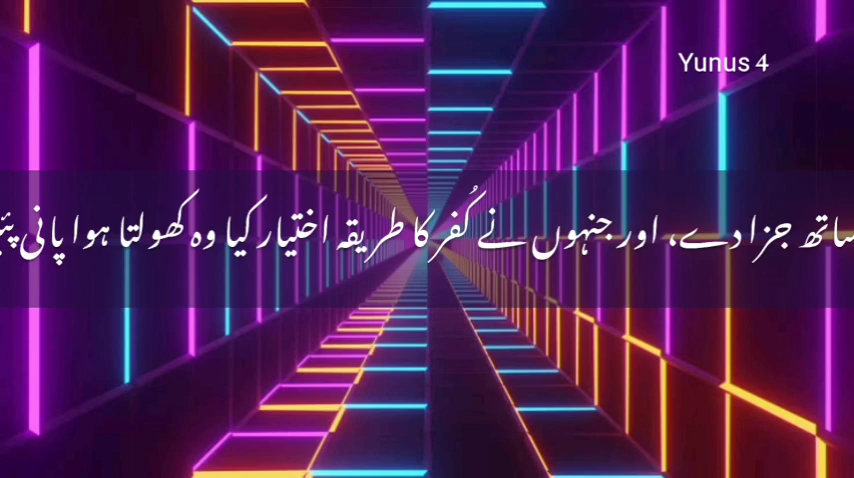 Yunus 4
ساتھ جزا دے، اور جنہوں نے کُفر کا طریقہ اختیار کیا وہ کھولتا ہوا پانی